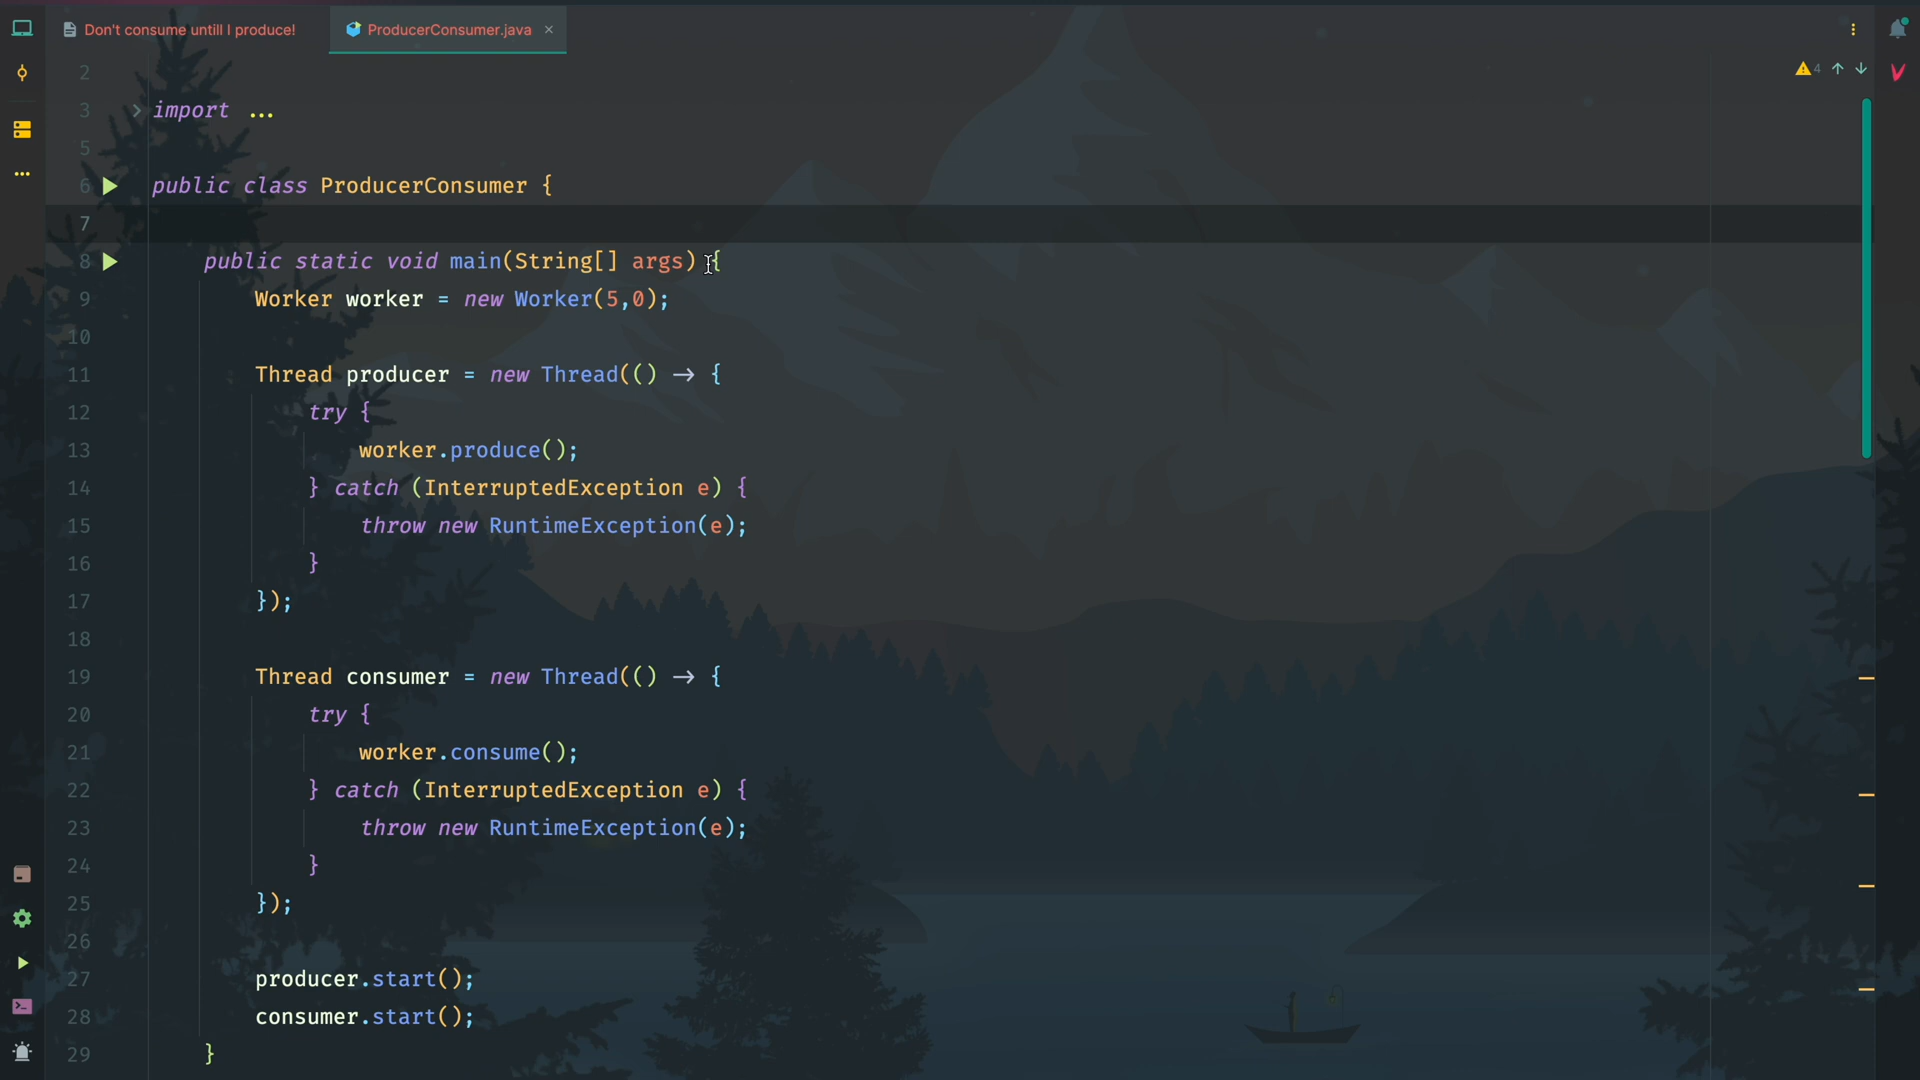 Don't consume untill I produce!
ProducerConsumer.java
4
2
3 import ...
5
6 public class ProducerConsumer {
7
8 public static void main(String[] args) {
9 Worker worker = new Worker(5,0);
10
11 Thread producer = new Thread(() → {
12 try {
13 worker.produce();
14 } catch (InterruptedException e) {
15 throw new RuntimeException(e);
16 }
17 });
18
19 Thread consumer = new Thread(() → {
20 try {
21 worker.consume();
22 } catch (InterruptedException e) {
23 throw new RuntimeException(e);
24 }
25 });
26
27 producer.start();
28 consumer.start();
29 }